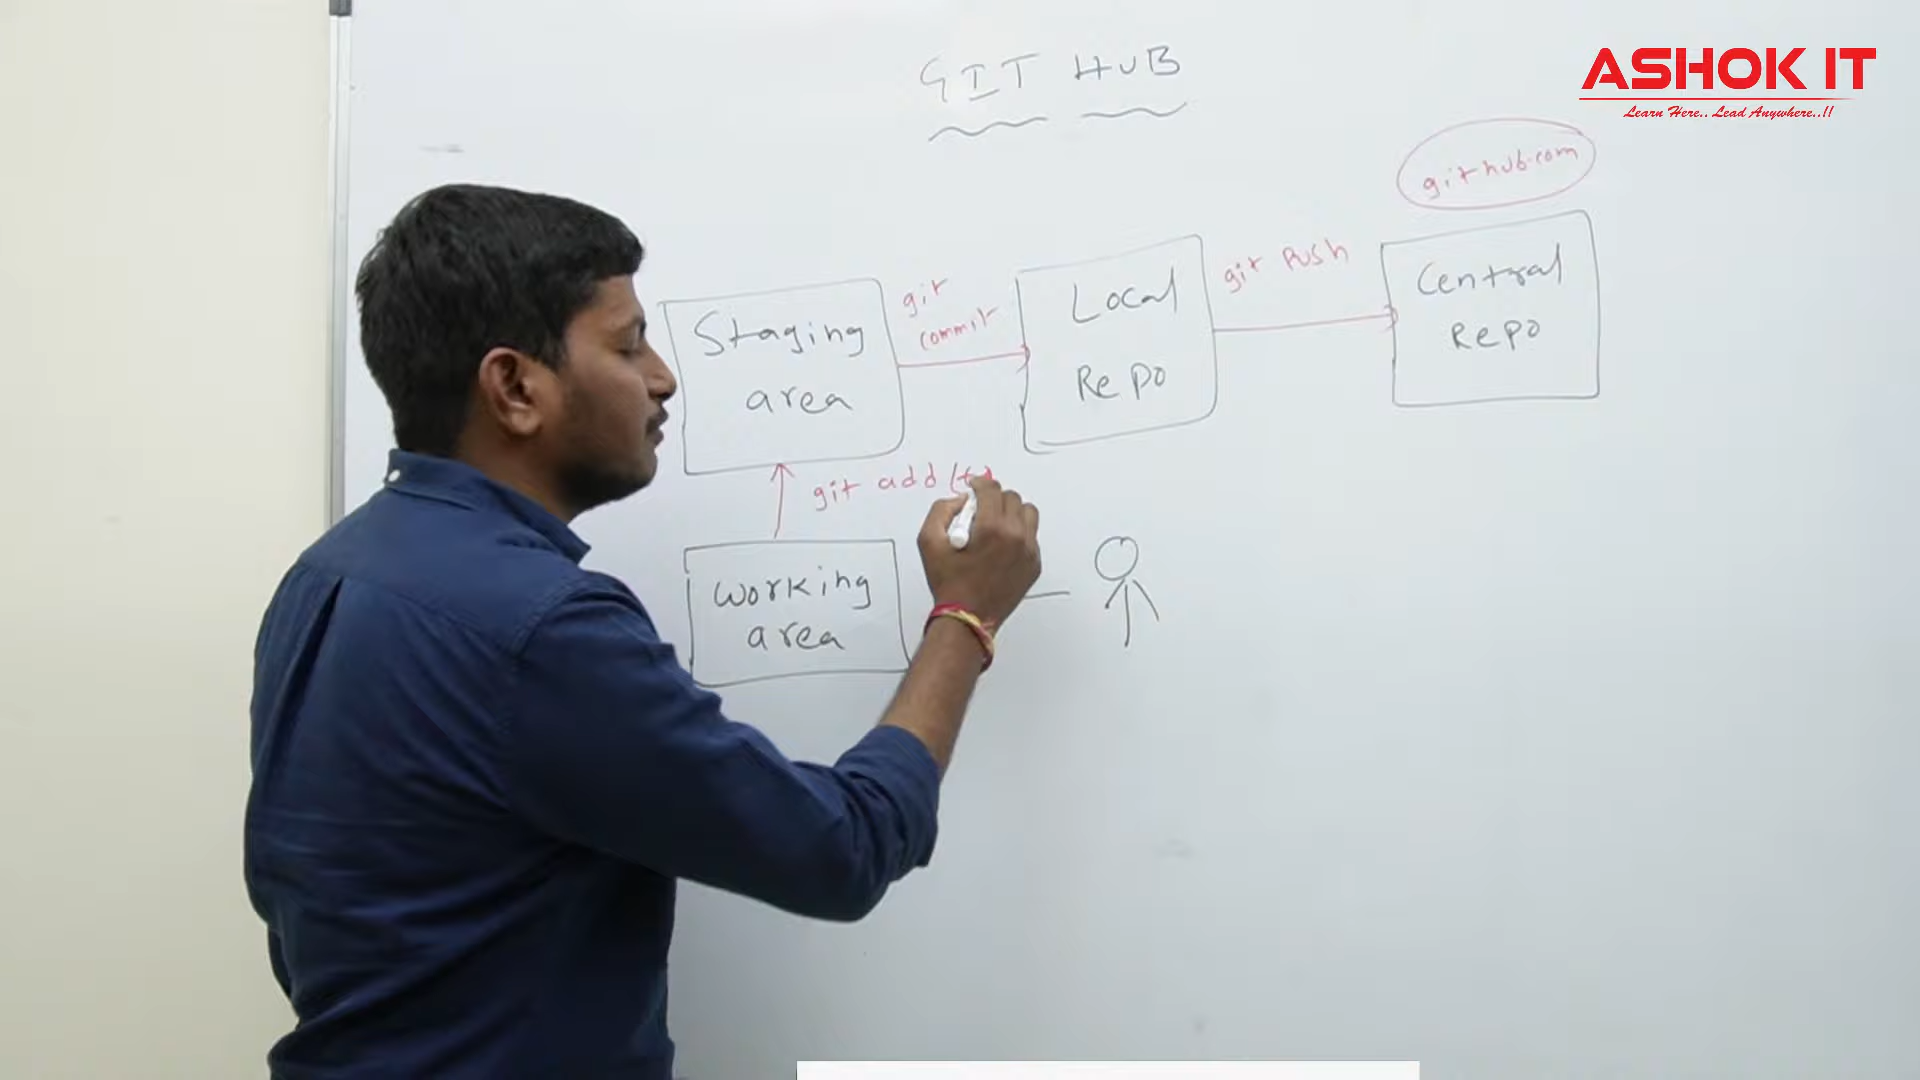 GIT HUB
ASHOK IT
Learn Here.. Lead Anywhere..!!
github.com
Staging
area
git
commit
Local
Repo
git Push
Central
Repo
git add
Working
area